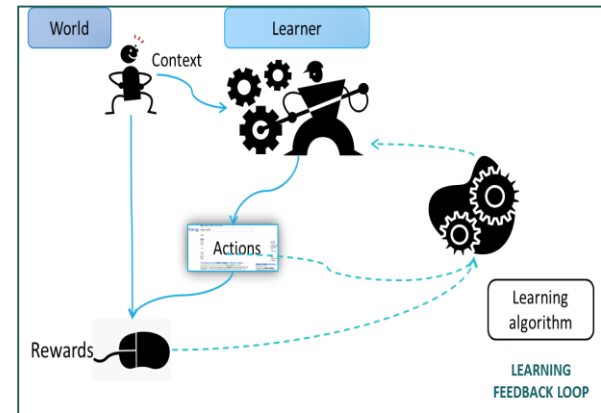 World
Learner
Context
Actions
Rewards
Learning
algorithm
LEARNING
FEEDBACK LOOP